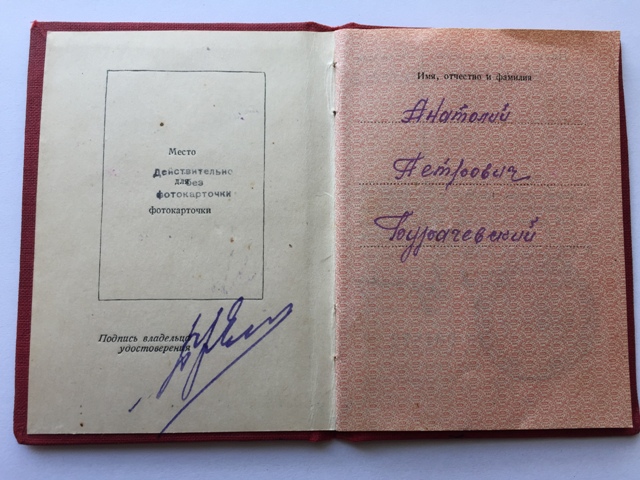 Место
Действительно
для
без
фотокарточки
фотокарточки
Подпись владельца
удостоверения
Имя, отчество и фамилия
Анатолий
Петрович
Бурачевский